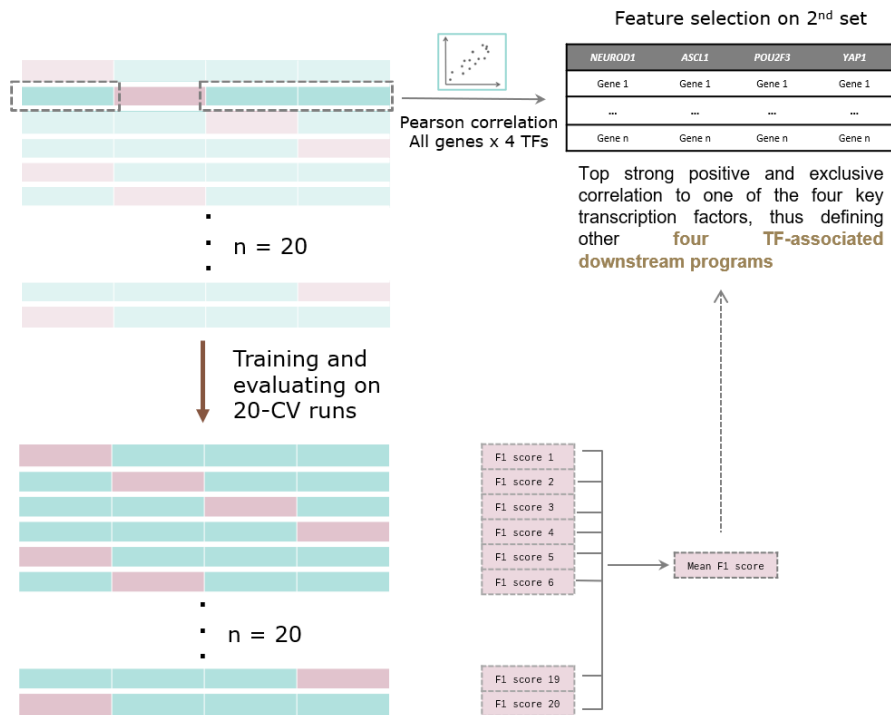 Feature selection on 2nd set
NEUROD1 ASCL1 POU2F3 YAP1
Gene 1 Gene 1 Gene 1 Gene 1
... ... ... ...
Gene n Gene n Gene n Gene n
Pearson correlation
All genes x 4 TFs
Top strong positive and exclusive
correlation to one of the four key
transcription factors, thus defining
other four TF-associated
downstream programs
n = 20
Training and
evaluating on
20-CV runs
F1 score 1
F1 score 2
F1 score 3
F1 score 4
F1 score 5
F1 score 6
Mean F1 score
n = 20
F1 score 19
F1 score 20